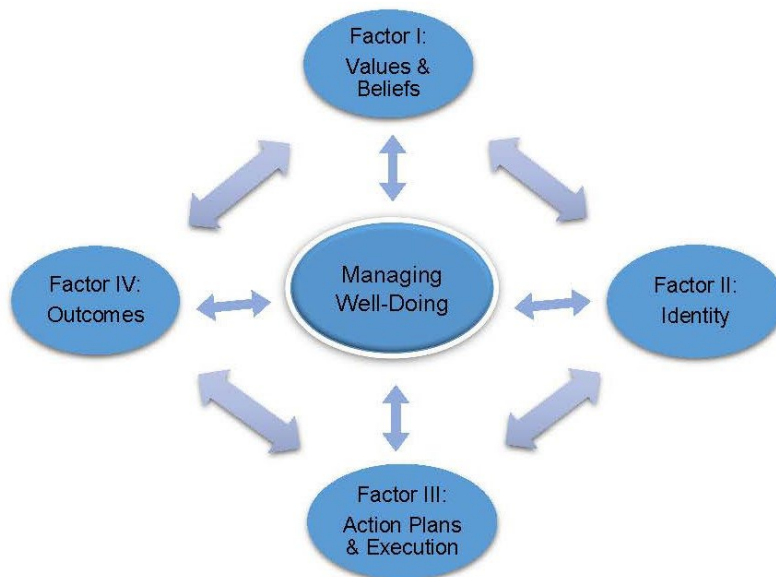 Factor I:
Values &
Beliefs
Factor IV:
Outcomes
Managing
Well-Doing
Factor II:
Identity
Factor III:
Action Plans
& Execution